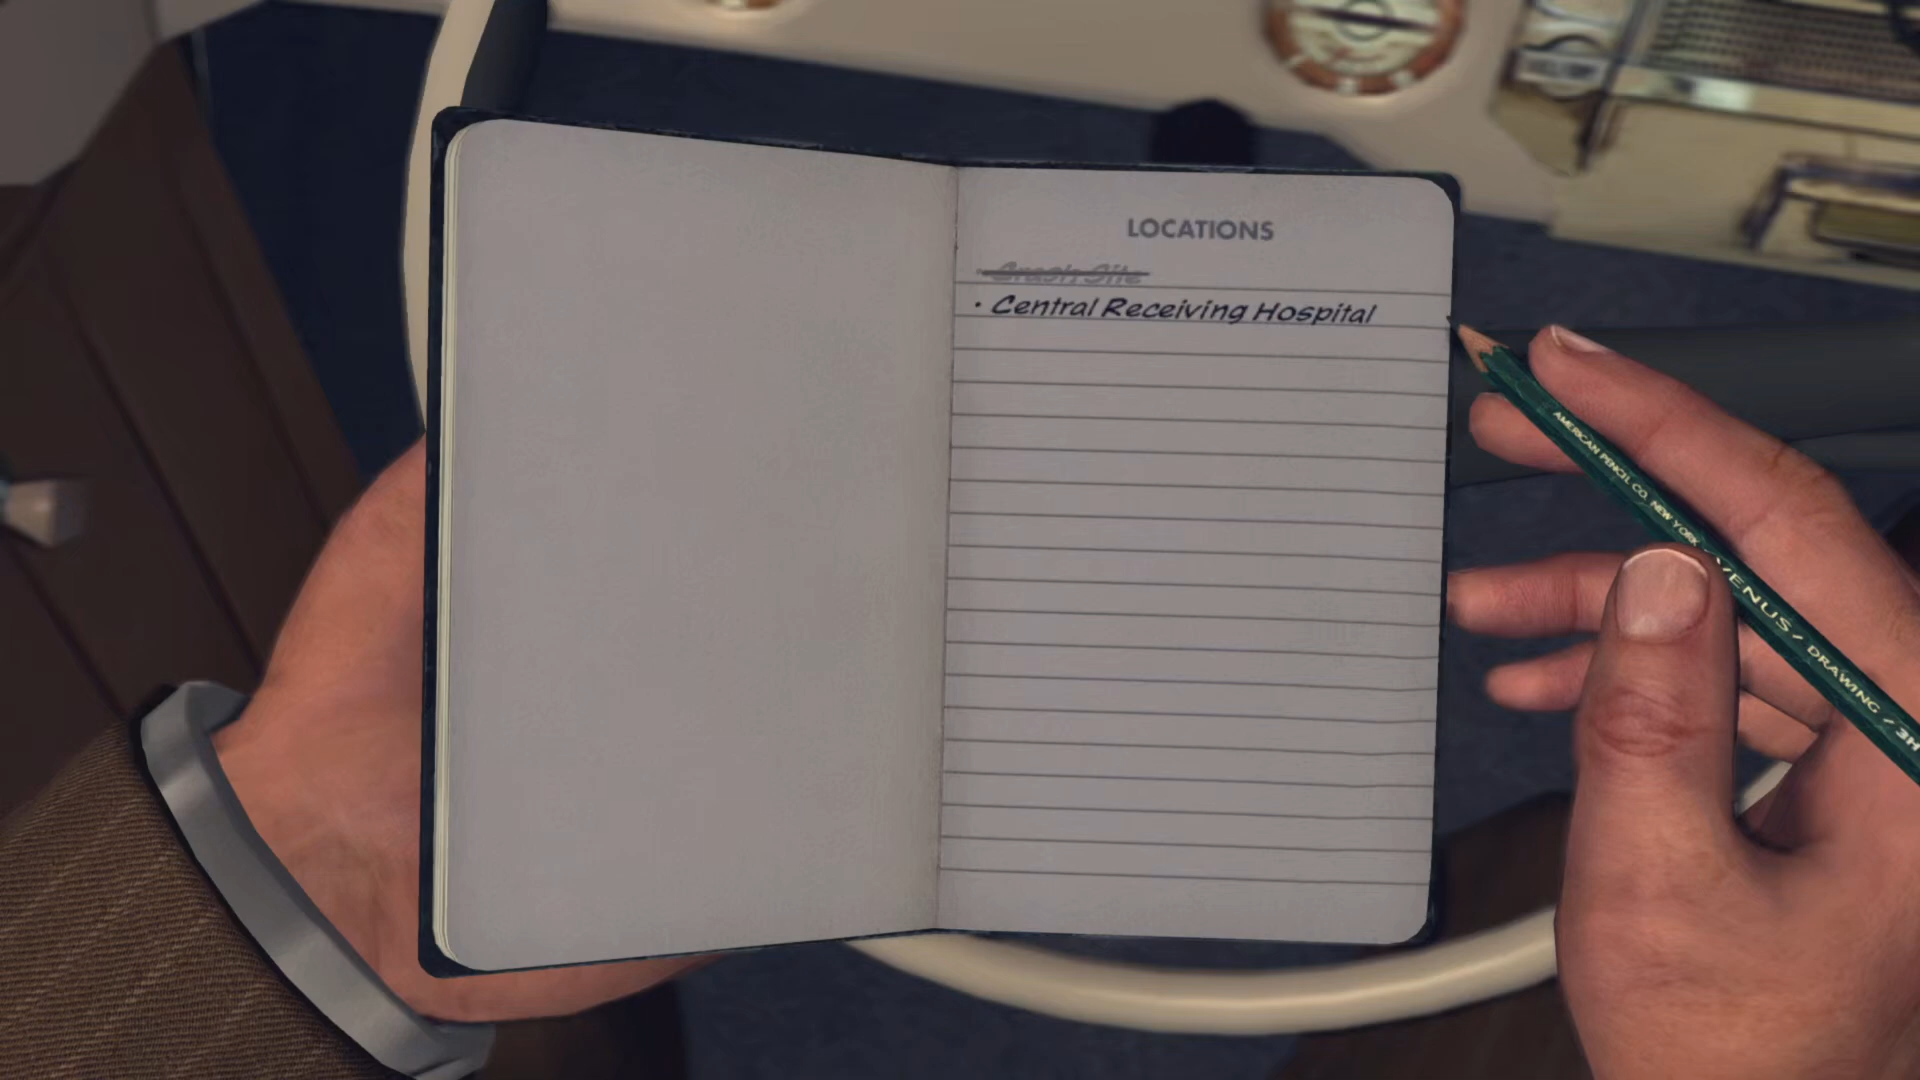 LOCATIONS
· Crash Site
· Central Receiving Hospital
AMERICAN PENCIL CO. NEW YORK / VENUS / DRAWING / 3H